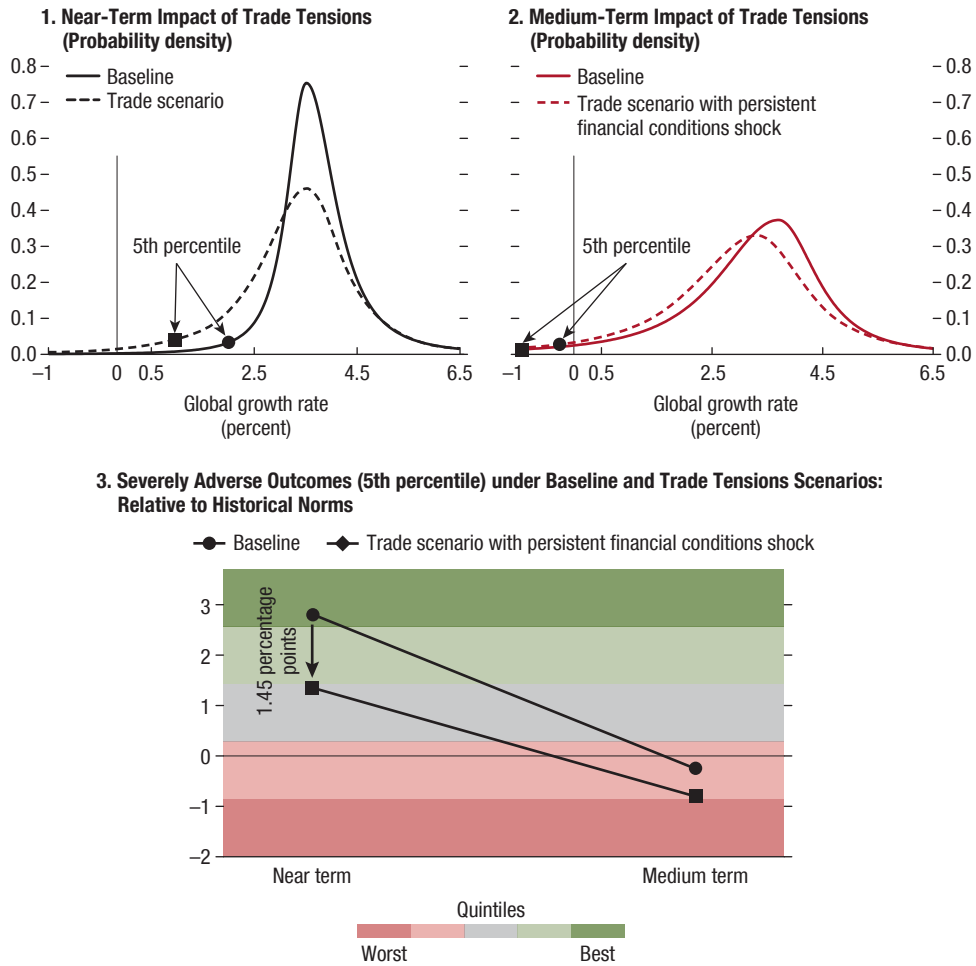 1. Near-Term Impact of Trade Tensions
(Probability density)
0.8
0.7
0.6
0.5
0.4
0.3
0.2
0.1
0.0
Baseline
Trade scenario
5th percentile
–1
0
0.5
2.5
4.5
6.5
Global growth rate
(percent)
2. Medium-Term Impact of Trade Tensions
(Probability density)
Baseline
Trade scenario with persistent
financial conditions shock
5th percentile
0.8
0.7
0.6
0.5
0.4
0.3
0.2
0.1
0.0
–1
0
0.5
2.5
4.5
6.5
Global growth rate
(percent)
3. Severely Adverse Outcomes (5th percentile) under Baseline and Trade Tensions Scenarios:
Relative to Historical Norms
Baseline
Trade scenario with persistent financial conditions shock
3
2
1
0
–1
–2
1.45 percentage
points
Near term
Medium term
Quintiles
Worst
Best